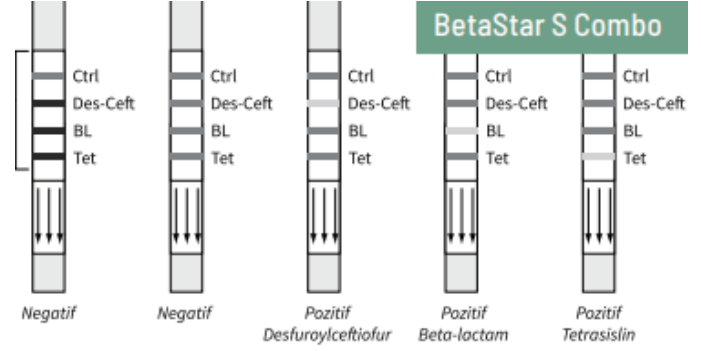 BetaStar S Combo
Ctrl Ctrl Ctrl Ctrl Ctrl
Des-Ceft Des-Ceft Des-Ceft Des-Ceft Des-Ceft
BL BL BL BL BL
Tet Tet Tet Tet Tet
Negatif Negatif Pozitif Pozitif Pozitif
Desfuroylceftiofur Beta-lactam Tetrasislin